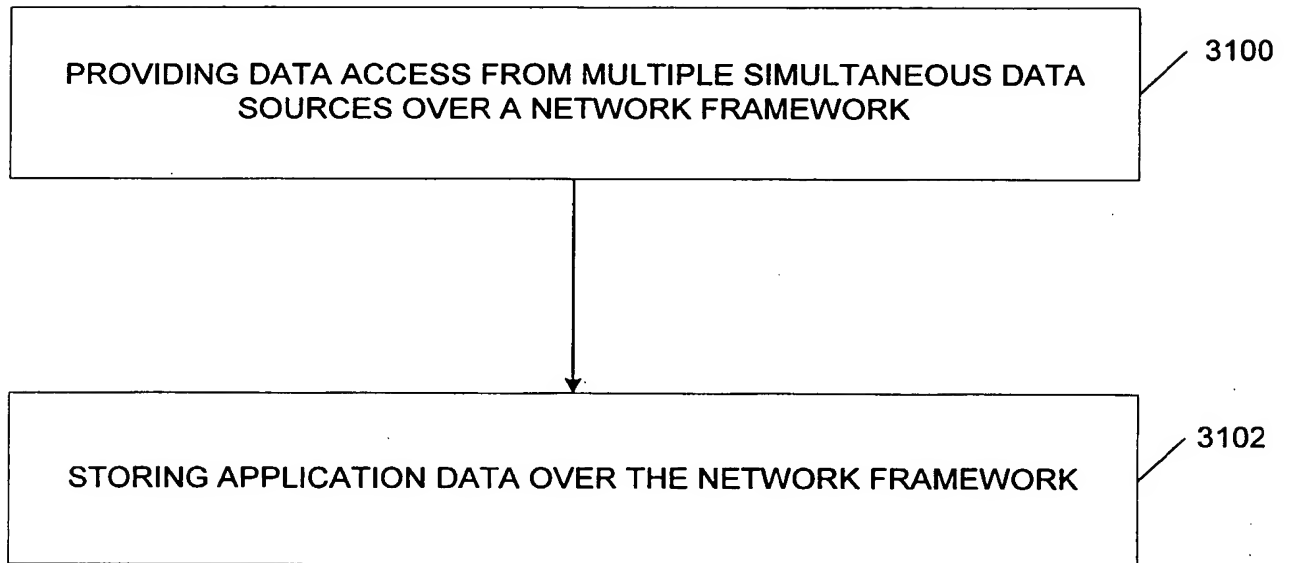 PROVIDING DATA ACCESS FROM MULTIPLE SIMULTANEOUS DATA
SOURCES OVER A NETWORK FRAMEWORK
3100
STORING APPLICATION DATA OVER THE NETWORK FRAMEWORK
3102